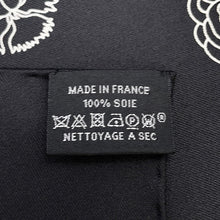 MADE IN FRANCE
100% SOIE
NETTOYAGE A SEC